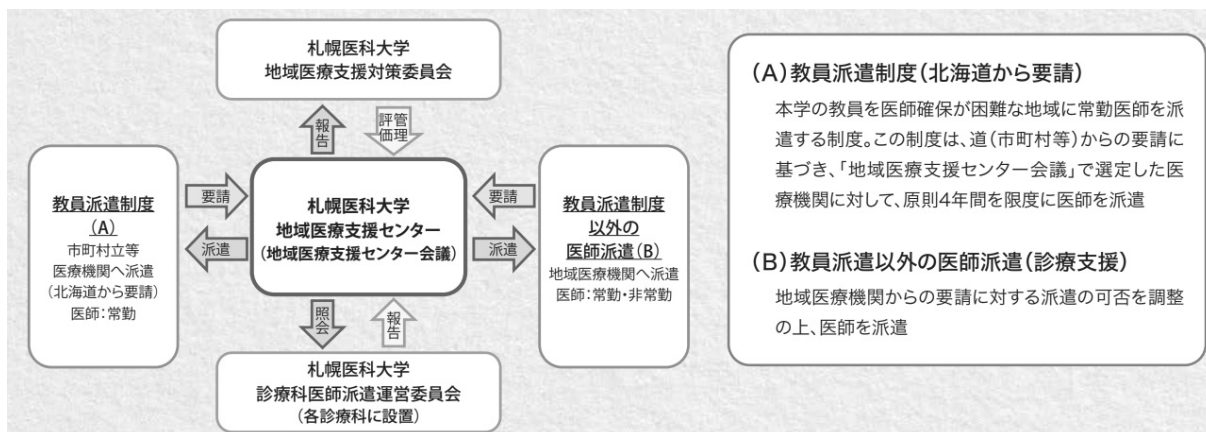 札幌医科大学
地域医療支援対策委員会
報告
評価
管理
教員派遣制度
(A)
市町村立等
医療機関へ派遣
(北海道から要請)
医師：常勤
要請
派遣
札幌医科大学
地域医療支援センター
(地域医療支援センター会議)
要請
派遣
教員派遣制度
以外の
医師派遣(B)
地域医療機関へ派遣
医師：常勤・非常勤
照会
報告
札幌医科大学
診療科医師派遣運営委員会
(各診療科に設置)
(A)教員派遣制度(北海道から要請)
本学の教員を医師確保が困難な地域に常勤医師を派
遣する制度。この制度は、道(市町村等)からの要請に
基づき、「地域医療支援センター会議」で選定した医
療機関に対して、原則4年間を限度に医師を派遣
(B)教員派遣以外の医師派遣(診療支援)
地域医療機関からの要請に対する派遣の可否を調整
の上、医師を派遣